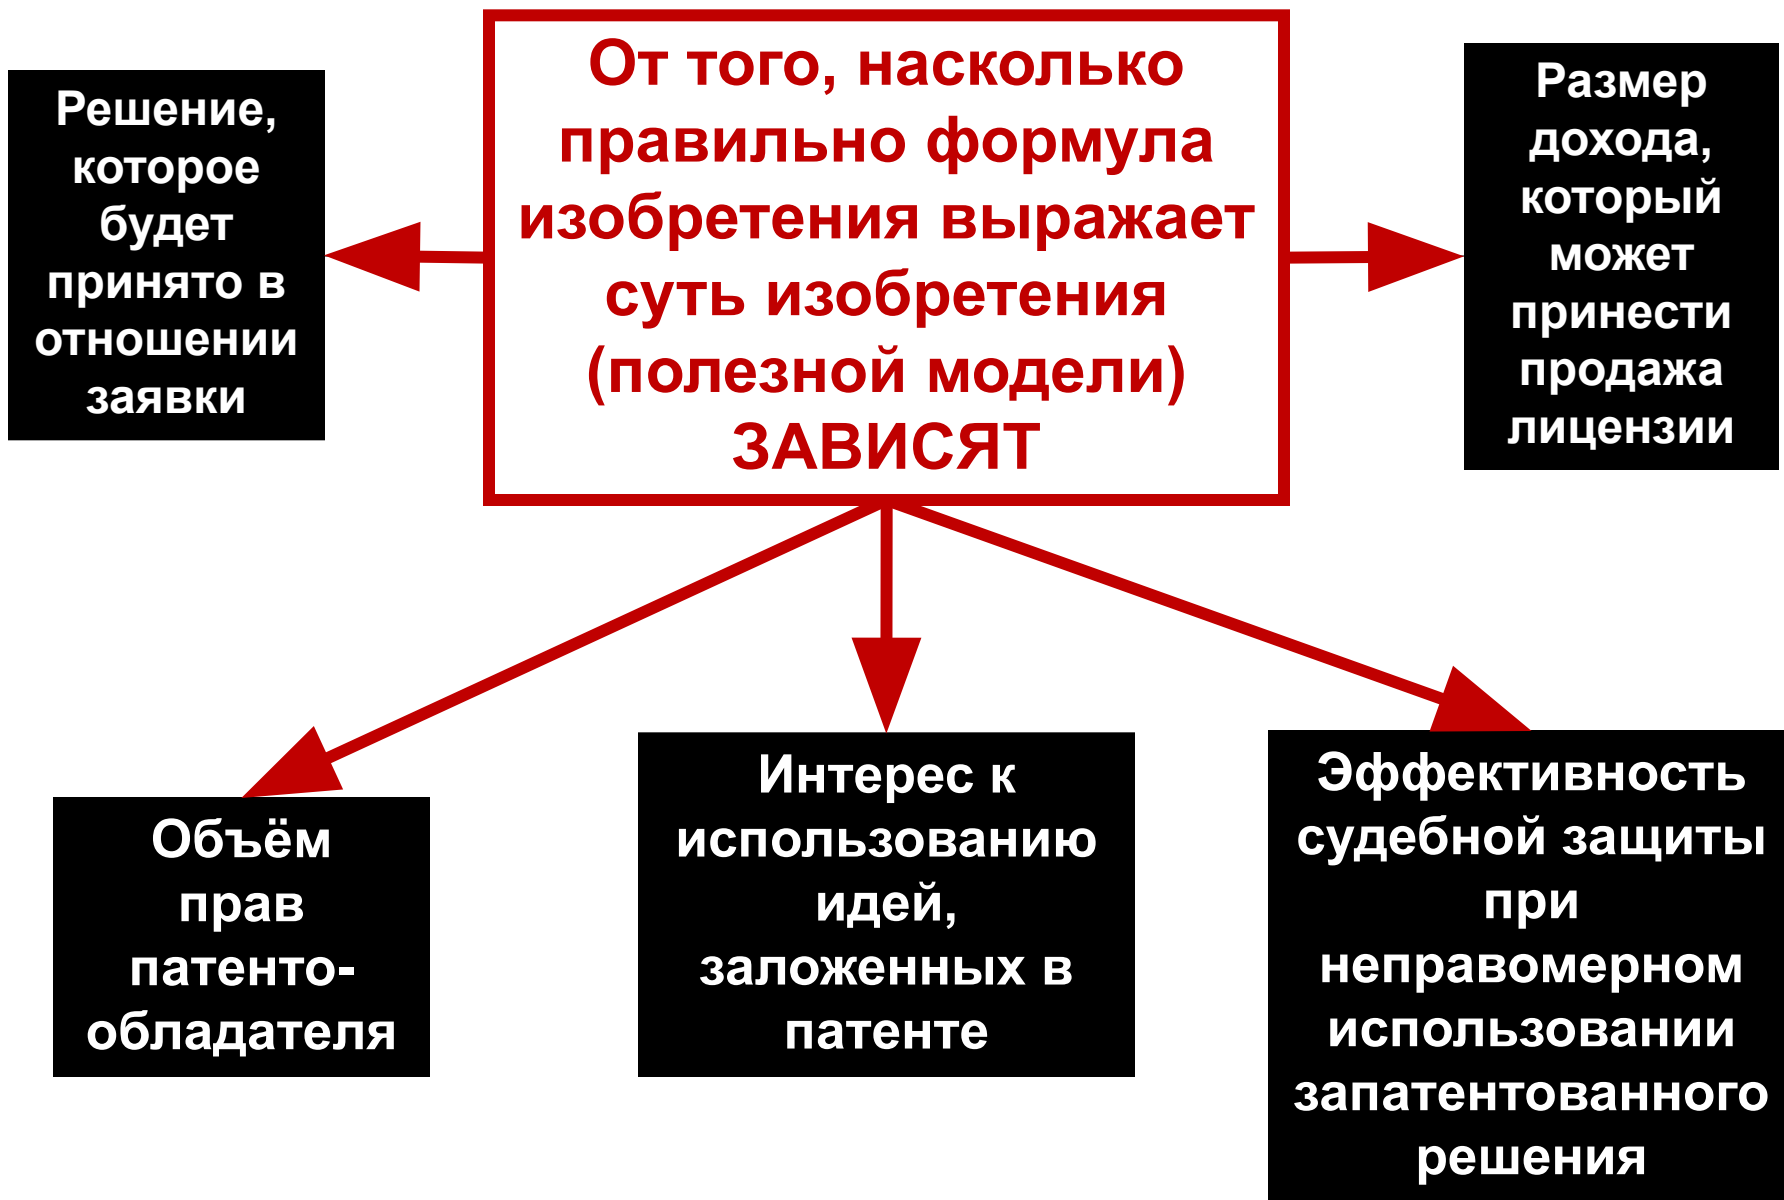 От того, насколько
правильно формула
изобретения выражает
суть изобретения
(полезной модели)
ЗАВИСЯТ
Решение,
которое
будет
принято в
отношении
заявки
Размер
дохода,
который
может
принести
продажа
лицензии
Объём
прав
патенто-
обладателя
Интерес к
использованию
идей,
заложенных в
патенте
Эффективность
судебной защиты
при
неправомерном
использовании
запатентованного
решения